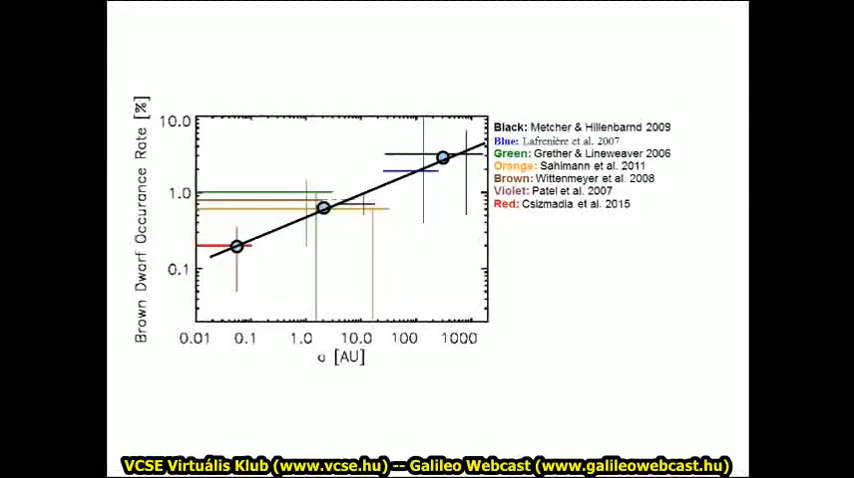 Brown Dwarf Occurance Rate [%]
10.0
1.0
0.1
0.01 0.1 1.0 10.0 100 1000
a [AU]
Black: Metcher & Hillenbarnd 2009
Blue: Lafrenière et al. 2007
Green: Grether & Lineweaver 2006
Orange: Sahlmann et al. 2011
Brown: Wittenmeyer et al. 2008
Violet: Patel et al. 2007
Red: Csizmadia et al. 2015
VCSE Virtuális Klub (www.vcse.hu) -- Galileo Webcast (www.galileowebcast.hu)